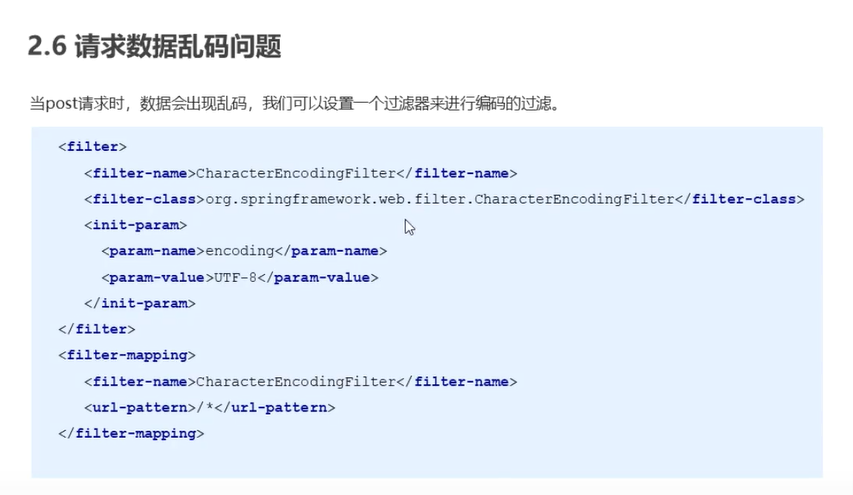 2.6 请求数据乱码问题
当post请求时，数据会出现乱码，我们可以设置一个过滤器来进行编码的过滤。
<filter>
<filter-name>CharacterEncodingFilter</filter-name>
<filter-class>org.springframework.web.filter.CharacterEncodingFilter</filter-class>
<init-param>
<param-name>encoding</param-name>
<param-value>UTF-8</param-value>
</init-param>
</filter>
<filter-mapping>
<filter-name>CharacterEncodingFilter</filter-name>
<url-pattern>/*</url-pattern>
</filter-mapping>